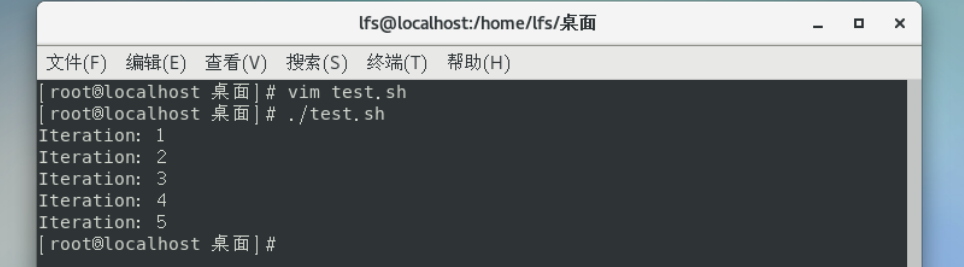 lfs@localhost:/home/lfs/桌面
文件(F) 编辑(E) 查看(V) 搜索(S) 终端(T) 帮助(H)
[root@localhost 桌面]# vim test.sh
[root@localhost 桌面]# ./test.sh
Iteration: 1
Iteration: 2
Iteration: 3
Iteration: 4
Iteration: 5
[root@localhost 桌面]#